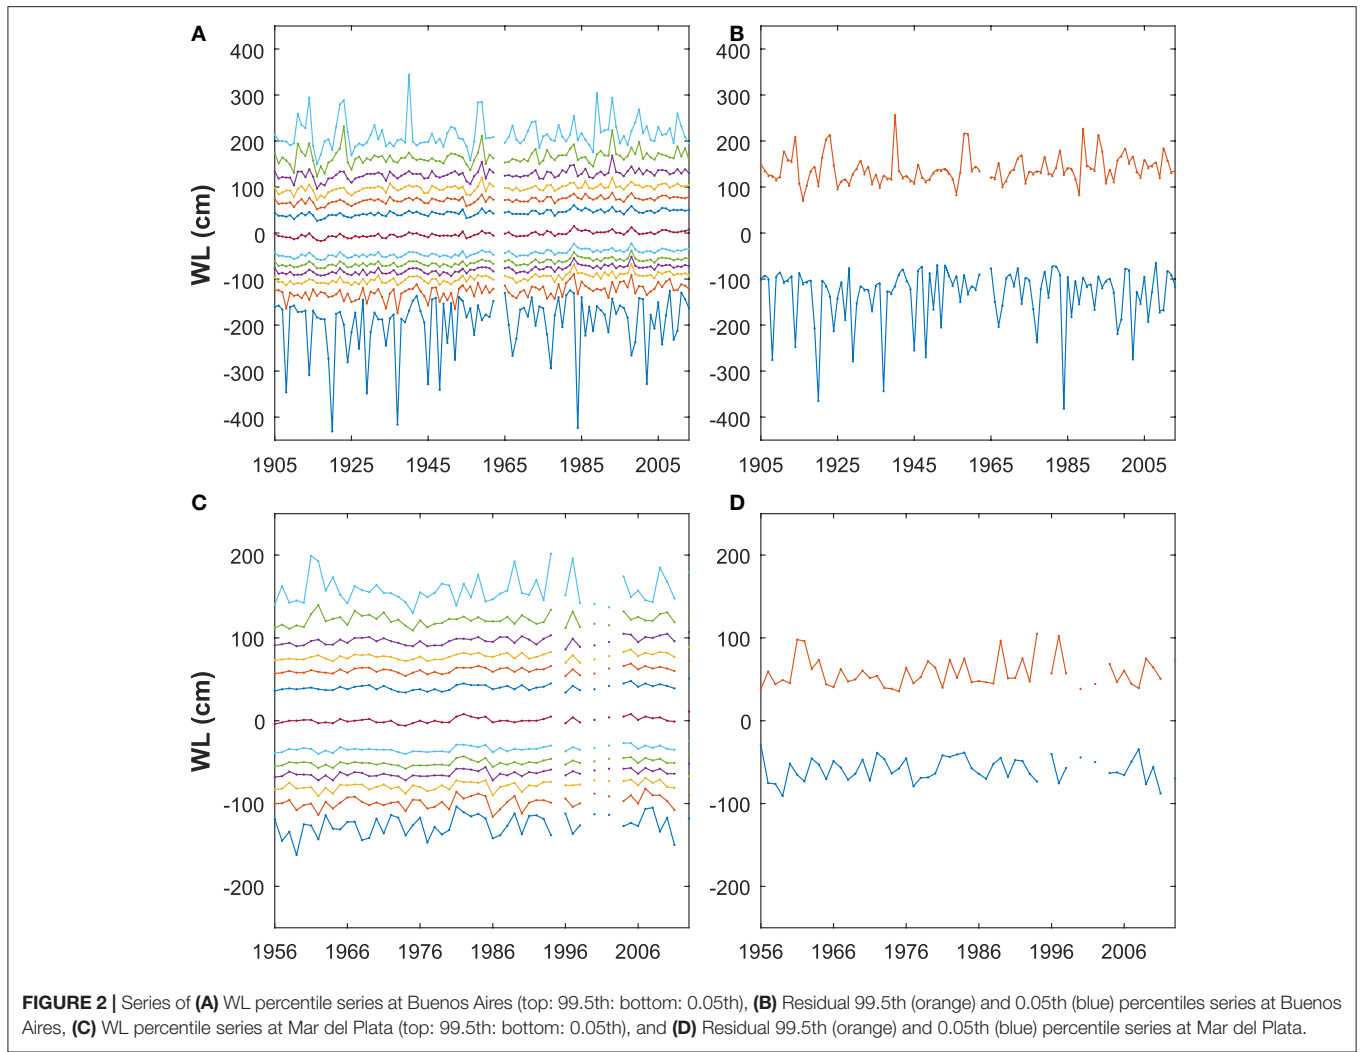 A
B
400
300
200
100
0
-100
-200
-300
-400
WL (cm)
1905 1925 1945 1965 1985 2005
400
300
200
100
0
-100
-200
-300
-400
1905 1925 1945 1965 1985 2005
C
D
200
100
0
-100
-200
WL (cm)
1956 1966 1976 1986 1996 2006
200
100
0
-100
-200
1956 1966 1976 1986 1996 2006
FIGURE 2 | Series of (A) WL percentile series at Buenos Aires (top: 99.5th: bottom: 0.05th), (B) Residual 99.5th (orange) and 0.05th (blue) percentiles series at Buenos
Aires, (C) WL percentile series at Mar del Plata (top: 99.5th: bottom: 0.05th), and (D) Residual 99.5th (orange) and 0.05th (blue) percentile series at Mar del Plata.